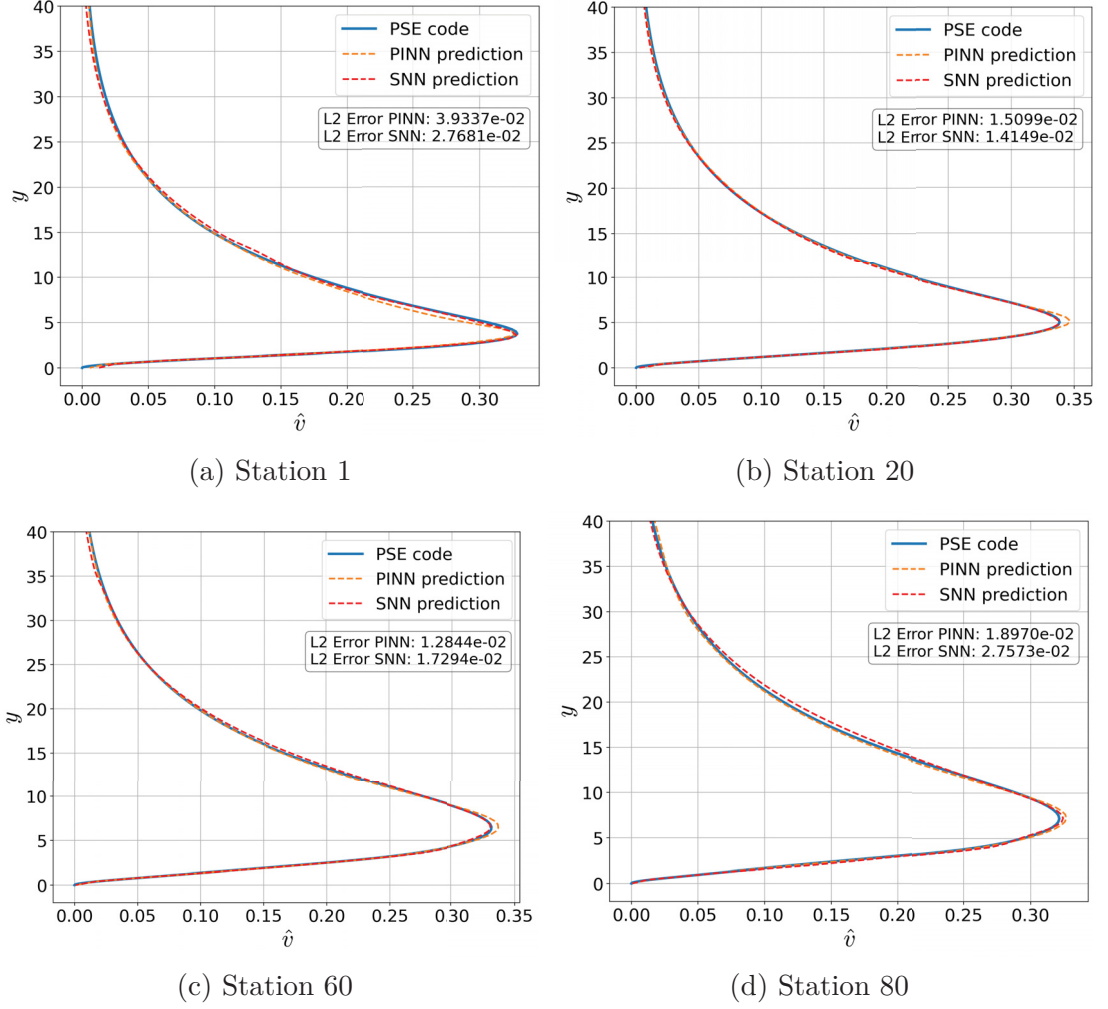 40
35
30
25
20
15
10
5
0
y
PSE code
PINN prediction
SNN prediction
L2 Error PINN: 3.9337e-02
L2 Error SNN: 2.7681e-02
0.00 0.05 0.10 0.15 0.20 0.25 0.30
v̂
(a) Station 1
40
35
30
25
20
15
10
5
0
y
PSE code
PINN prediction
SNN prediction
L2 Error PINN: 1.5099e-02
L2 Error SNN: 1.4149e-02
0.00 0.05 0.10 0.15 0.20 0.25 0.30 0.35
v̂
(b) Station 20
40
35
30
25
20
15
10
5
0
y
PSE code
PINN prediction
SNN prediction
L2 Error PINN: 1.2844e-02
L2 Error SNN: 1.7294e-02
0.00 0.05 0.10 0.15 0.20 0.25 0.30 0.35
v̂
(c) Station 60
40
35
30
25
20
15
10
5
0
y
PSE code
PINN prediction
SNN prediction
L2 Error PINN: 1.8970e-02
L2 Error SNN: 2.7573e-02
0.00 0.05 0.10 0.15 0.20 0.25 0.30
v̂
(d) Station 80